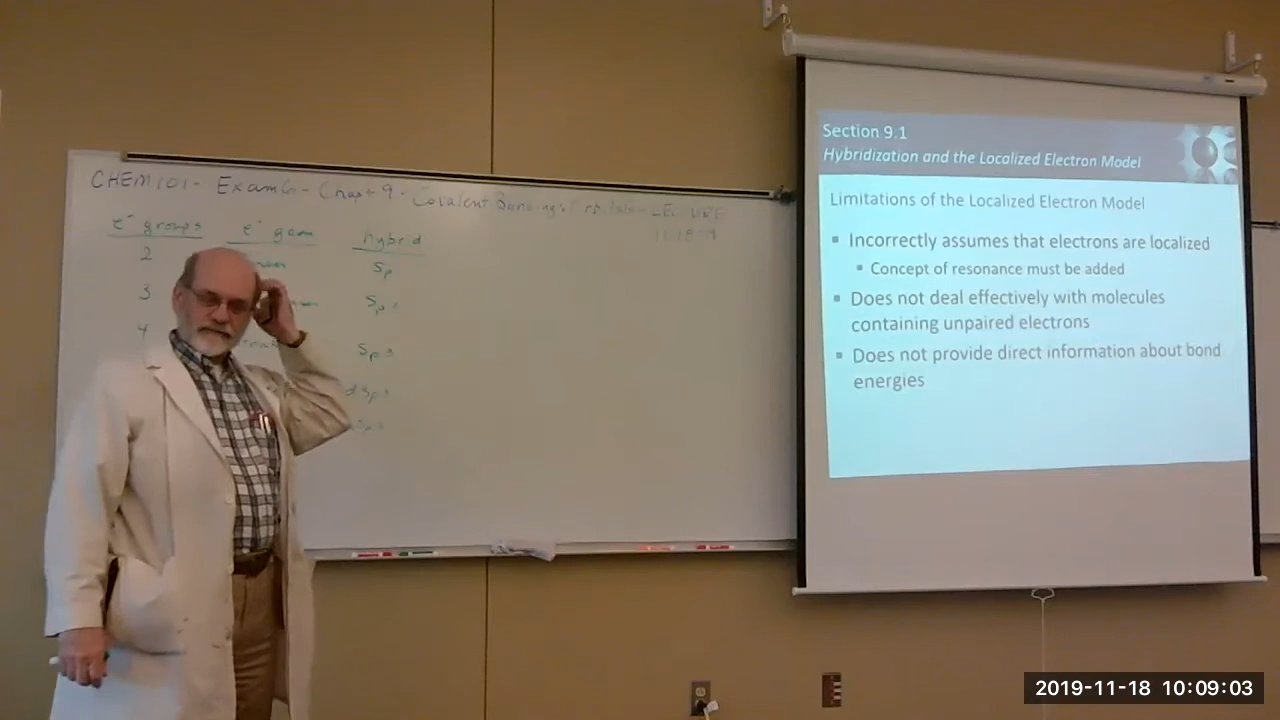 CHEM 101 - Exam 6 - Chapt 9 - Covalent Bonding: LECTURE
e⁻ groups e⁻ geom hybrid
2 sp
3 sp
4 sp3
dsp3
sp3
Section 9.1
Hybridization and the Localized Electron Model
Limitations of the Localized Electron Model
▪ Incorrectly assumes that electrons are localized
▪ Concept of resonance must be added
▪ Does not deal effectively with molecules
containing unpaired electrons
▪ Does not provide direct information about bond
energies
2019-11-18 10:09:03